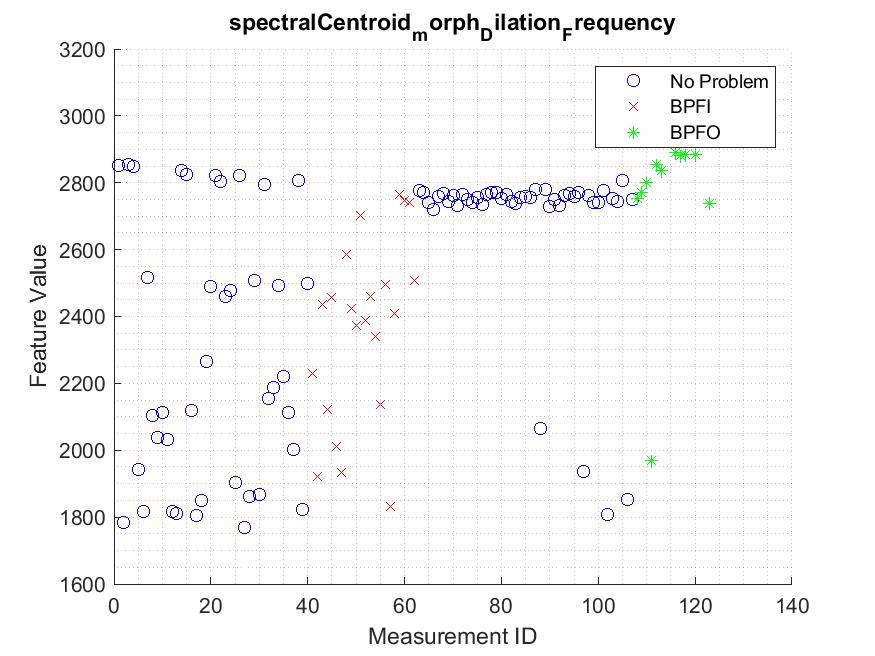 spectralCentroid_morph_Dilation_Frequency
3200
3000
2800
2600
2400
2200
2000
1800
1600
0 20 40 60 80 100 120 140
Feature Value
Measurement ID
No Problem
BPFI
BPFO